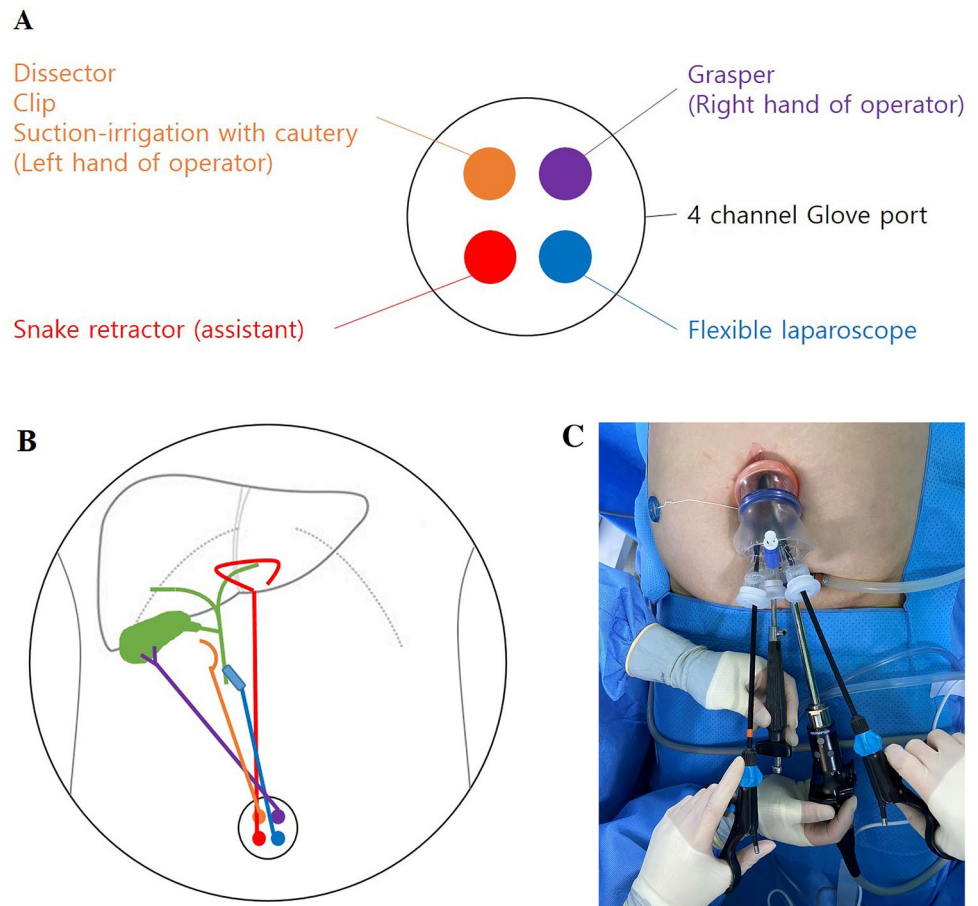 A
Dissector
Clip
Suction-irrigation with cautery
(Left hand of operator)
Grasper
(Right hand of operator)
4 channel Glove port
Snake retractor (assistant)
Flexible laparoscope
B
C